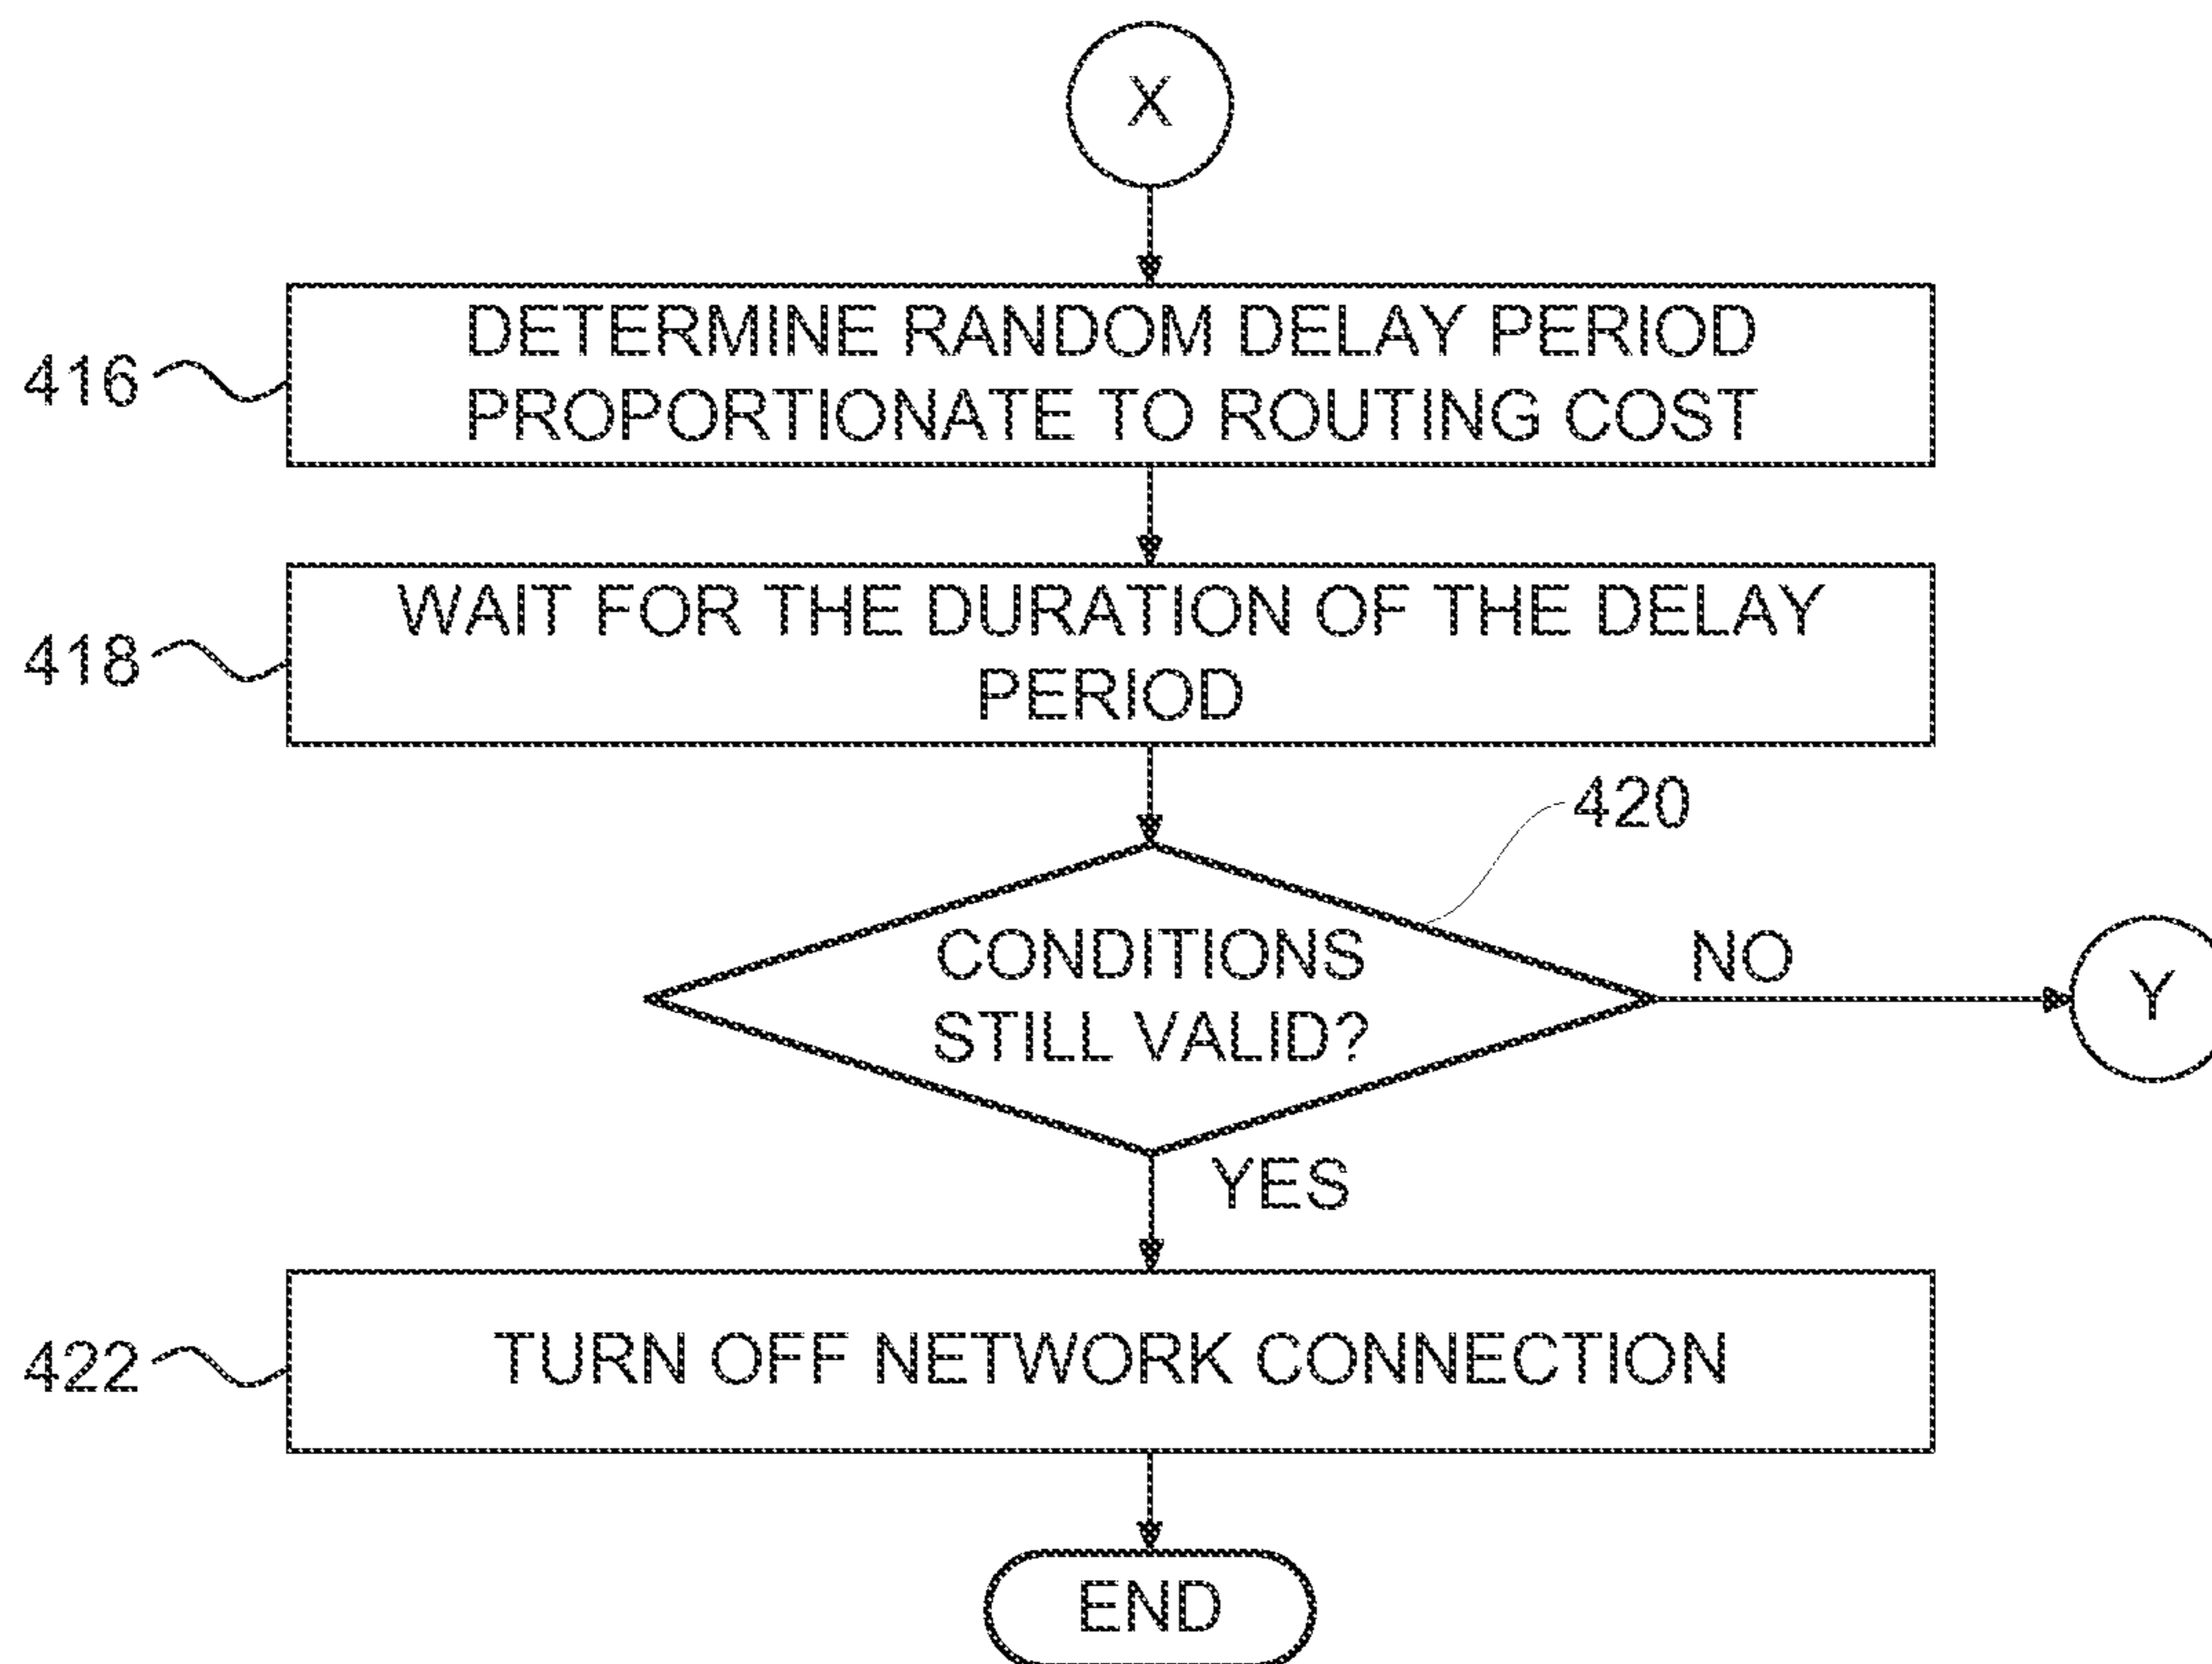 X
DETERMINE RANDOM DELAY PERIOD
416
PROPORTIONATE TO ROUTING COST
WAIT FOR THE DURATION OF THE DELAY
418
PERIOD
420
CONDITIONS
STILL VALID?
NO
Y
YES
422
TURN OFF NETWORK CONNECTION
END